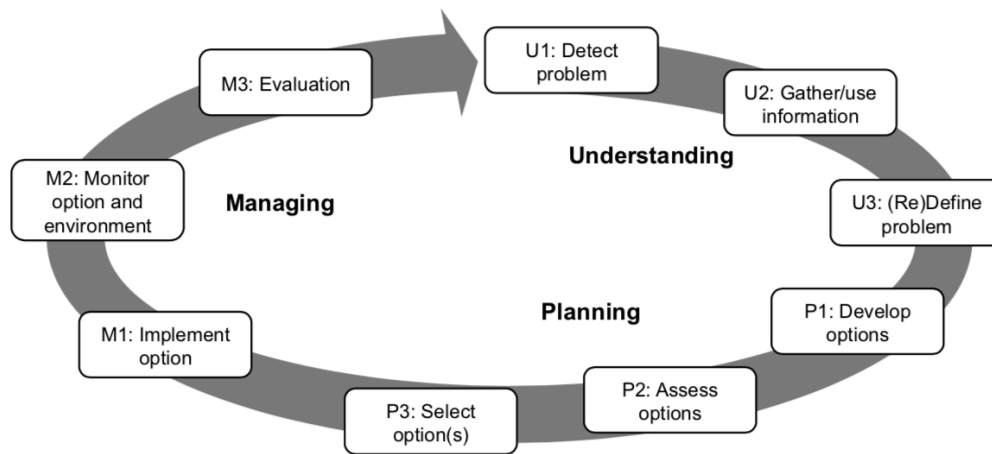 U1: Detect
problem
U2: Gather/use
information
Understanding
U3: (Re)Define
problem
P1: Develop
options
Planning
P2: Assess
options
P3: Select
option(s)
M1: Implement
option
Managing
M2: Monitor
option and
environment
M3: Evaluation